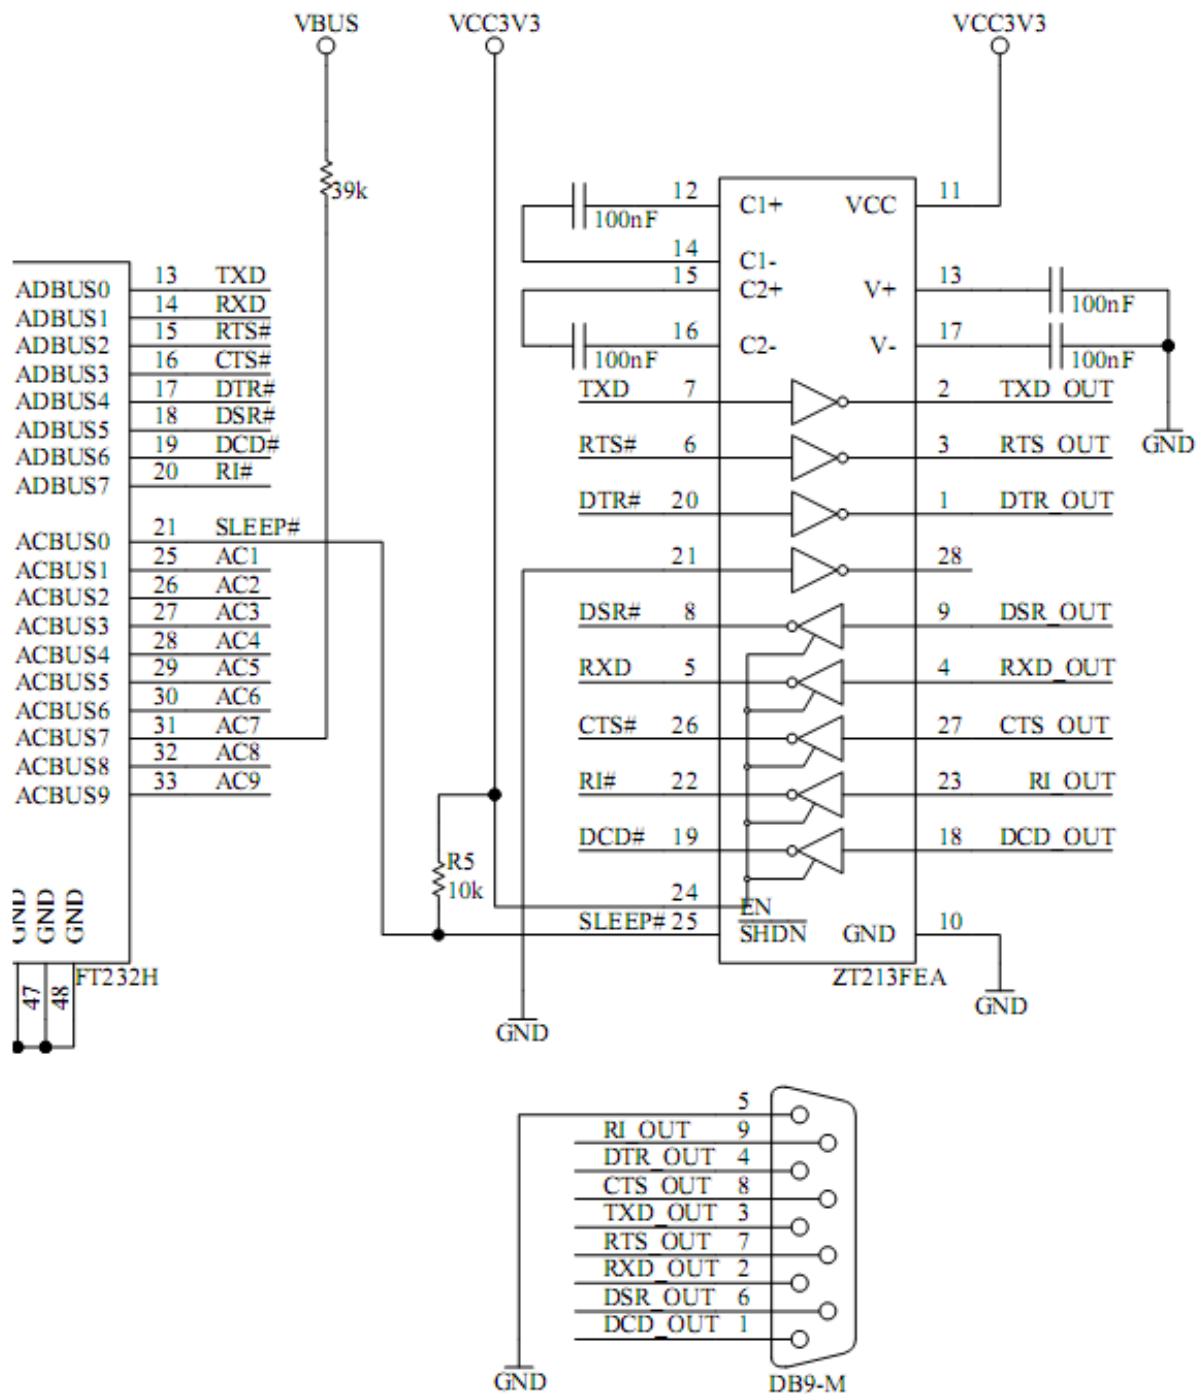 VBUS
VCC3V3
VCC3V3
39k
ADBUS0 13 TXD
ADBUS1 14 RXD
ADBUS2 15 RTS#
ADBUS3 16 CTS#
ADBUS4 17 DTR#
ADBUS5 18 DSR#
ADBUS6 19 DCD#
ADBUS7 20 RI#
ACBUS0 21 SLEEP#
ACBUS1 25 AC1
ACBUS2 26 AC2
ACBUS3 27 AC3
ACBUS4 28 AC4
ACBUS5 29 AC5
ACBUS6 30 AC6
ACBUS7 31 AC7
ACBUS8 32 AC8
ACBUS9 33 AC9
GND
GND
GND
47
48
FT232H
R5
10k
100nF
12 C1+ VCC 11
14 C1-
15 C2+ V+ 13
100nF
16 C2- V- 17
100nF
100nF
GND
TXD 7 2 TXD_OUT
RTS# 6 3 RTS_OUT
DTR# 20 1 DTR_OUT
21 28
DSR# 8 9 DSR_OUT
RXD 5 4 RXD_OUT
CTS# 26 27 CTS_OUT
RI# 22 23 RI_OUT
DCD# 19 18 DCD_OUT
24 EN
SLEEP# 25 SHDN GND 10
ZT213FEA
GND
GND
5
RI_OUT 9
DTR_OUT 4
CTS_OUT 8
TXD_OUT 3
RTS_OUT 7
RXD_OUT 2
DSR_OUT 6
DCD_OUT 1
GND
DB9-M